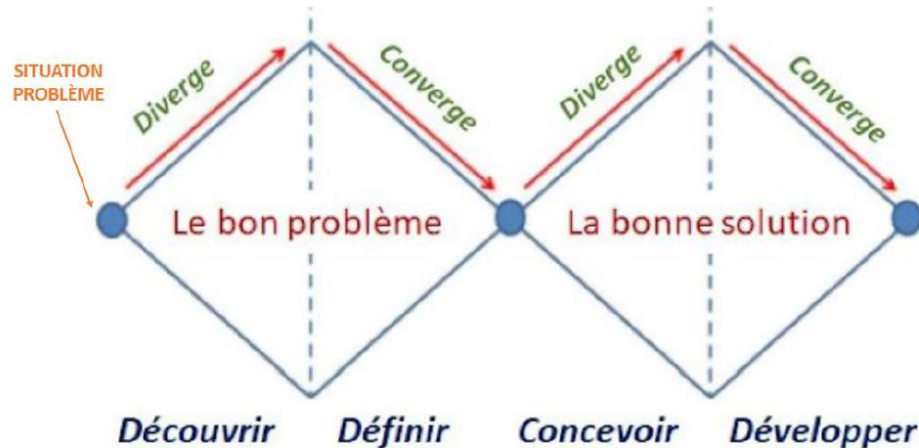 SITUATION
PROBLÈME
Diverge
Converge
Diverge
Converge
Le bon problème
La bonne solution
Découvrir
Définir
Concevoir
Développer